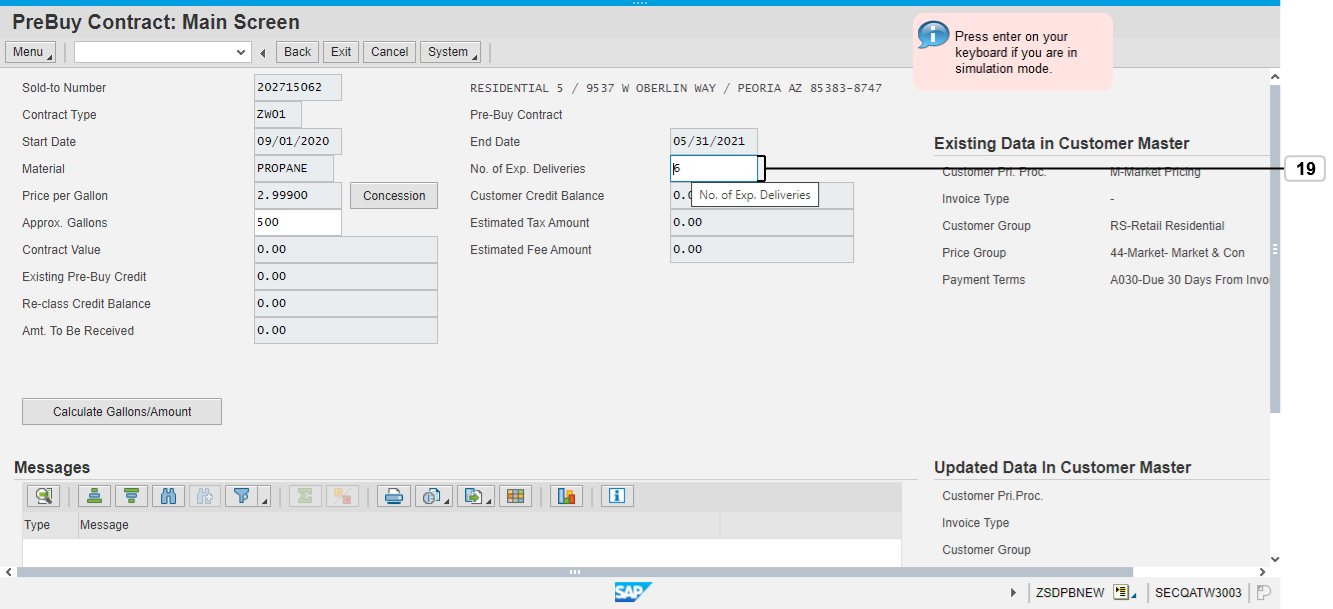 PreBuy Contract: Main Screen
Menu
Back Exit Cancel System
Press enter on your
keyboard if you are in
simulation mode.
Sold-to Number 202715062 RESIDENTIAL 5 / 9537 W OBERLIN WAY / PEORIA AZ 85383-8747
Contract Type ZW01 Pre-Buy Contract
Start Date 09/01/2020 End Date 05/31/2021
Existing Data in Customer Master
Material PROPANE No. of Exp. Deliveries 6
19
Customer Pri. Proc. M-Market Pricing
Price per Gallon 2.99900 Concession Customer Credit Balance 0.0
No. of Exp. Deliveries
Invoice Type -
Approx. Gallons 500 Estimated Tax Amount 0.00
Customer Group RS-Retail Residential
Contract Value 0.00 Estimated Fee Amount 0.00
Price Group 44-Market- Market & Con
Existing Pre-Buy Credit 0.00
Payment Terms A030-Due 30 Days From Invoi
Re-class Credit Balance 0.00
Amt. To Be Received 0.00
Calculate Gallons/Amount
Messages
Updated Data In Customer Master
Type Message
Customer Pri.Proc.
Invoice Type
Customer Group
SAP
ZSDPBNEW SECQATW3003